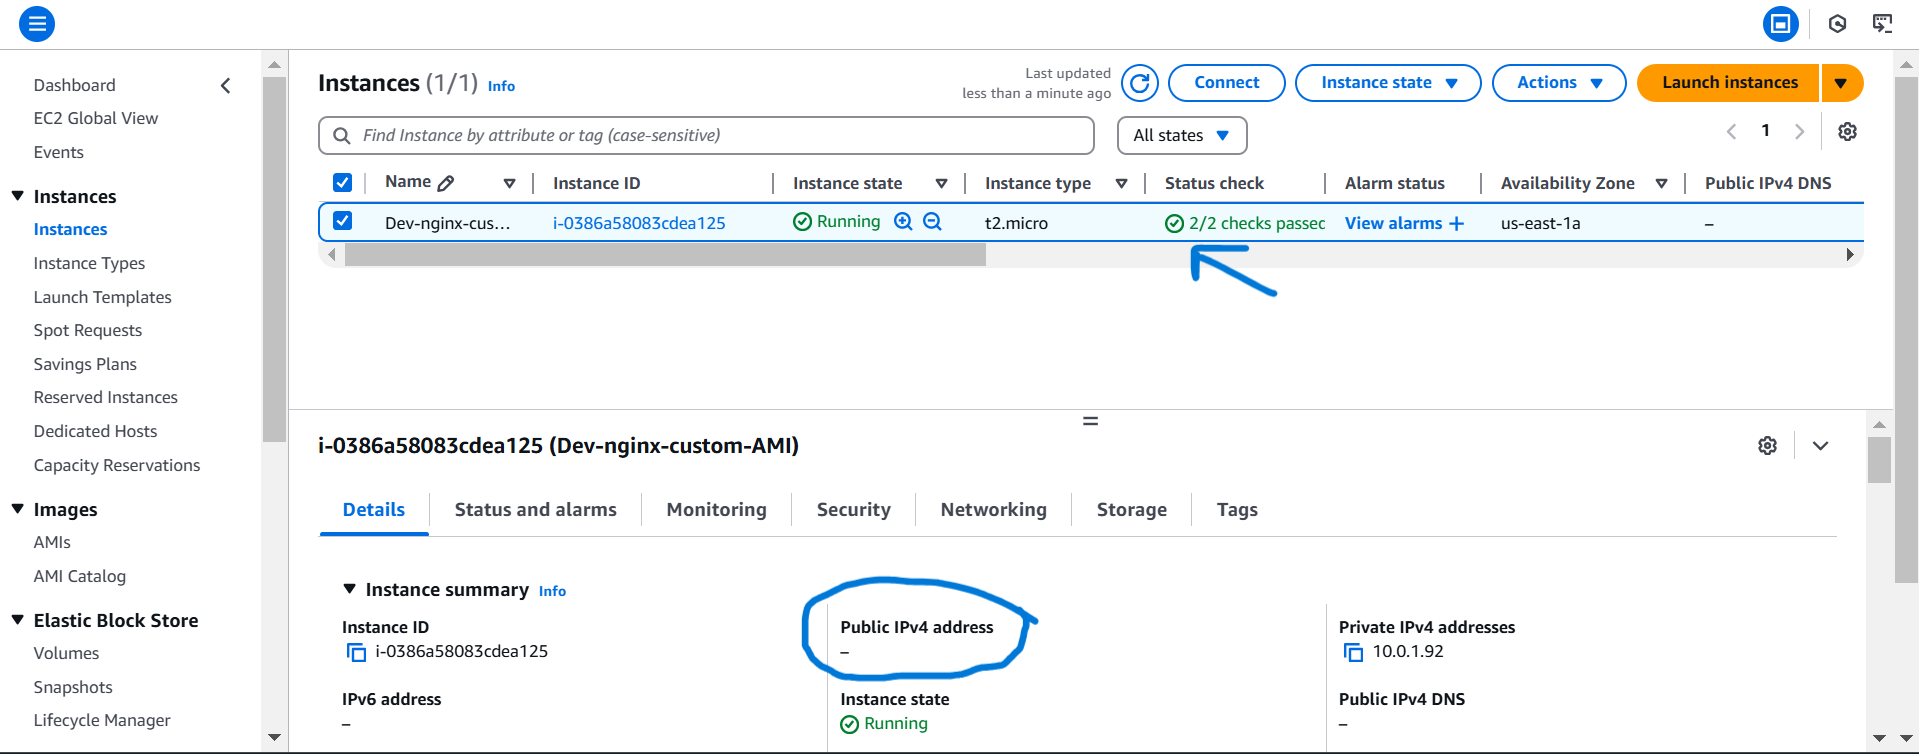 Dashboard
EC2 Global View
Events
Instances
Instances
Instance Types
Launch Templates
Spot Requests
Savings Plans
Reserved Instances
Dedicated Hosts
Capacity Reservations
Images
AMIs
AMI Catalog
Elastic Block Store
Volumes
Snapshots
Lifecycle Manager
Instances (1/1) Info
Last updated
less than a minute ago
Connect
Instance state
Actions
Launch instances
Find Instance by attribute or tag (case-sensitive)
All states
1
Name Instance ID Instance state Instance type Status check Alarm status Availability Zone Public IPv4 DNS
Dev-nginx-cus... i-0386a58083cdea125 Running t2.micro 2/2 checks passed View alarms + us-east-1a –
i-0386a58083cdea125 (Dev-nginx-custom-AMI)
Details Status and alarms Monitoring Security Networking Storage Tags
Instance summary Info
Instance ID
i-0386a58083cdea125
Public IPv4 address
–
Private IPv4 addresses
10.0.1.92
IPv6 address
–
Instance state
Running
Public IPv4 DNS
–